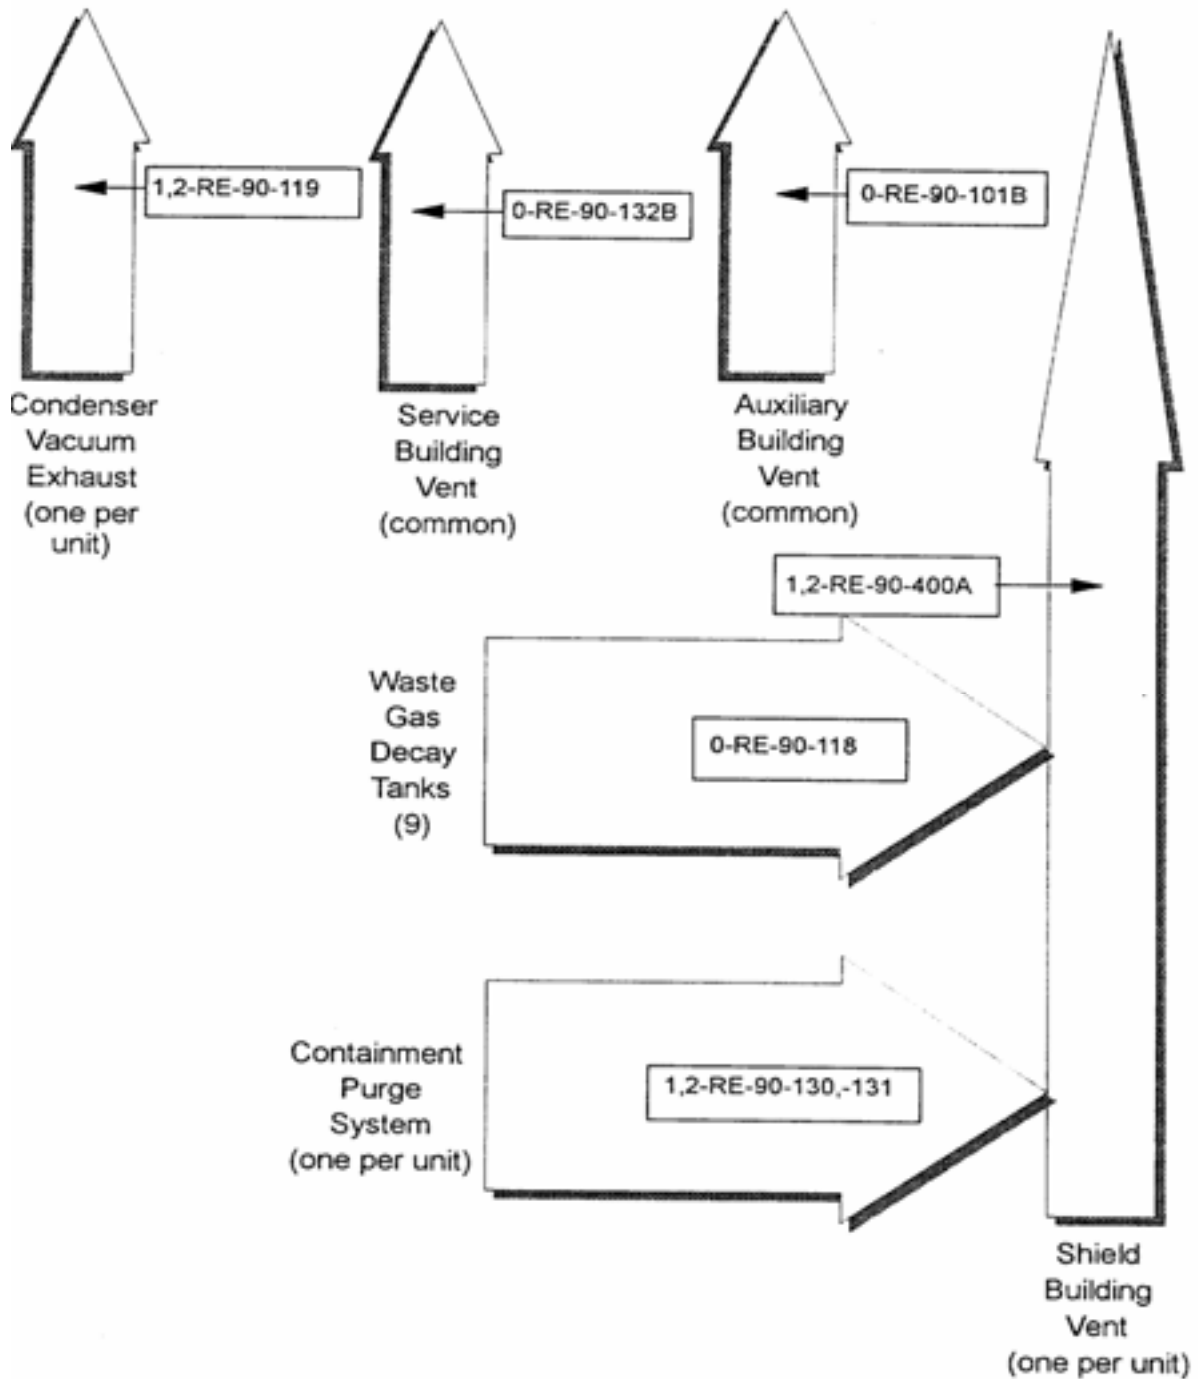 1,2-RE-90-119
0-RE-90-132B
0-RE-90-101B
Condenser
Vacuum
Exhaust
(one per
unit)
Service
Building
Vent
(common)
Auxiliary
Building
Vent
(common)
1,2-RE-90-400A
Waste
Gas
Decay
Tanks
(9)
0-RE-90-118
Containment
Purge
System
(one per unit)
1,2-RE-90-130,-131
Shield
Building
Vent
(one per unit)